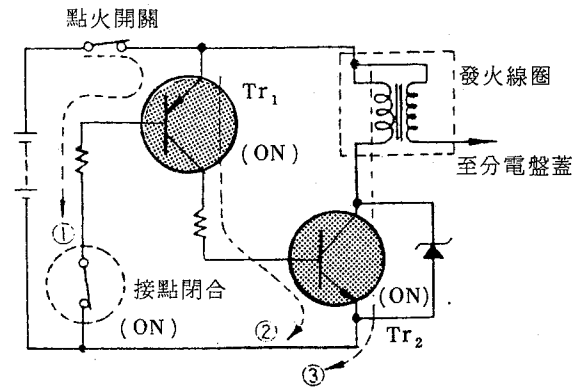 點火開關
Tr₁
(ON)
發火線圈
至分電盤蓋
①
接點閉合
(ON)
②
(ON)
Tr₂
③